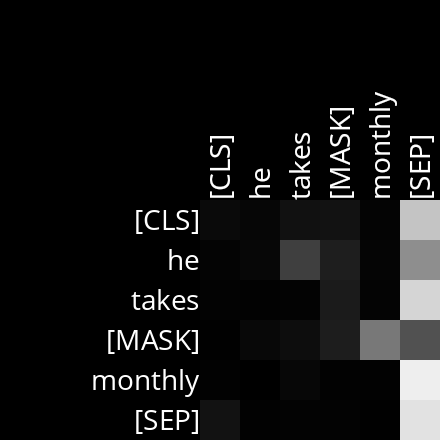 [CLS]
he
takes
[MASK]
monthly
[SEP]
[CLS]
he
takes
[MASK]
monthly
[SEP]